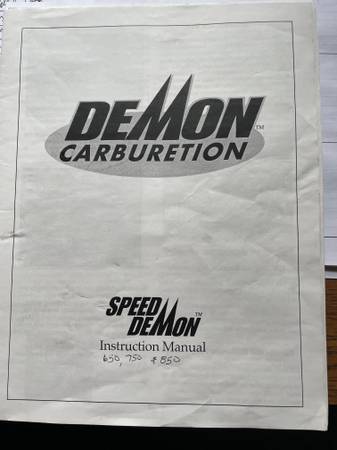 DEMON™
CARBURETION
SPEED
DEMON™
Instruction Manual
650, 750 & 850